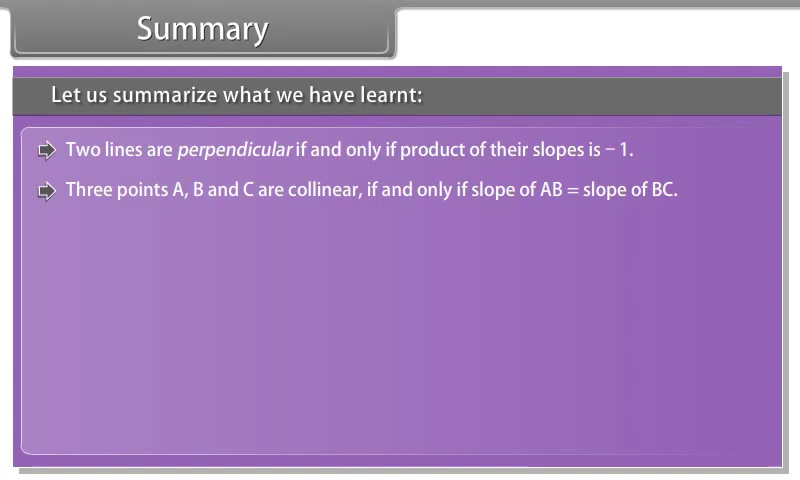 Summary
Let us summarize what we have learnt:
Two lines are perpendicular if and only if product of their slopes is – 1.
Three points A, B and C are collinear, if and only if slope of AB = slope of BC.